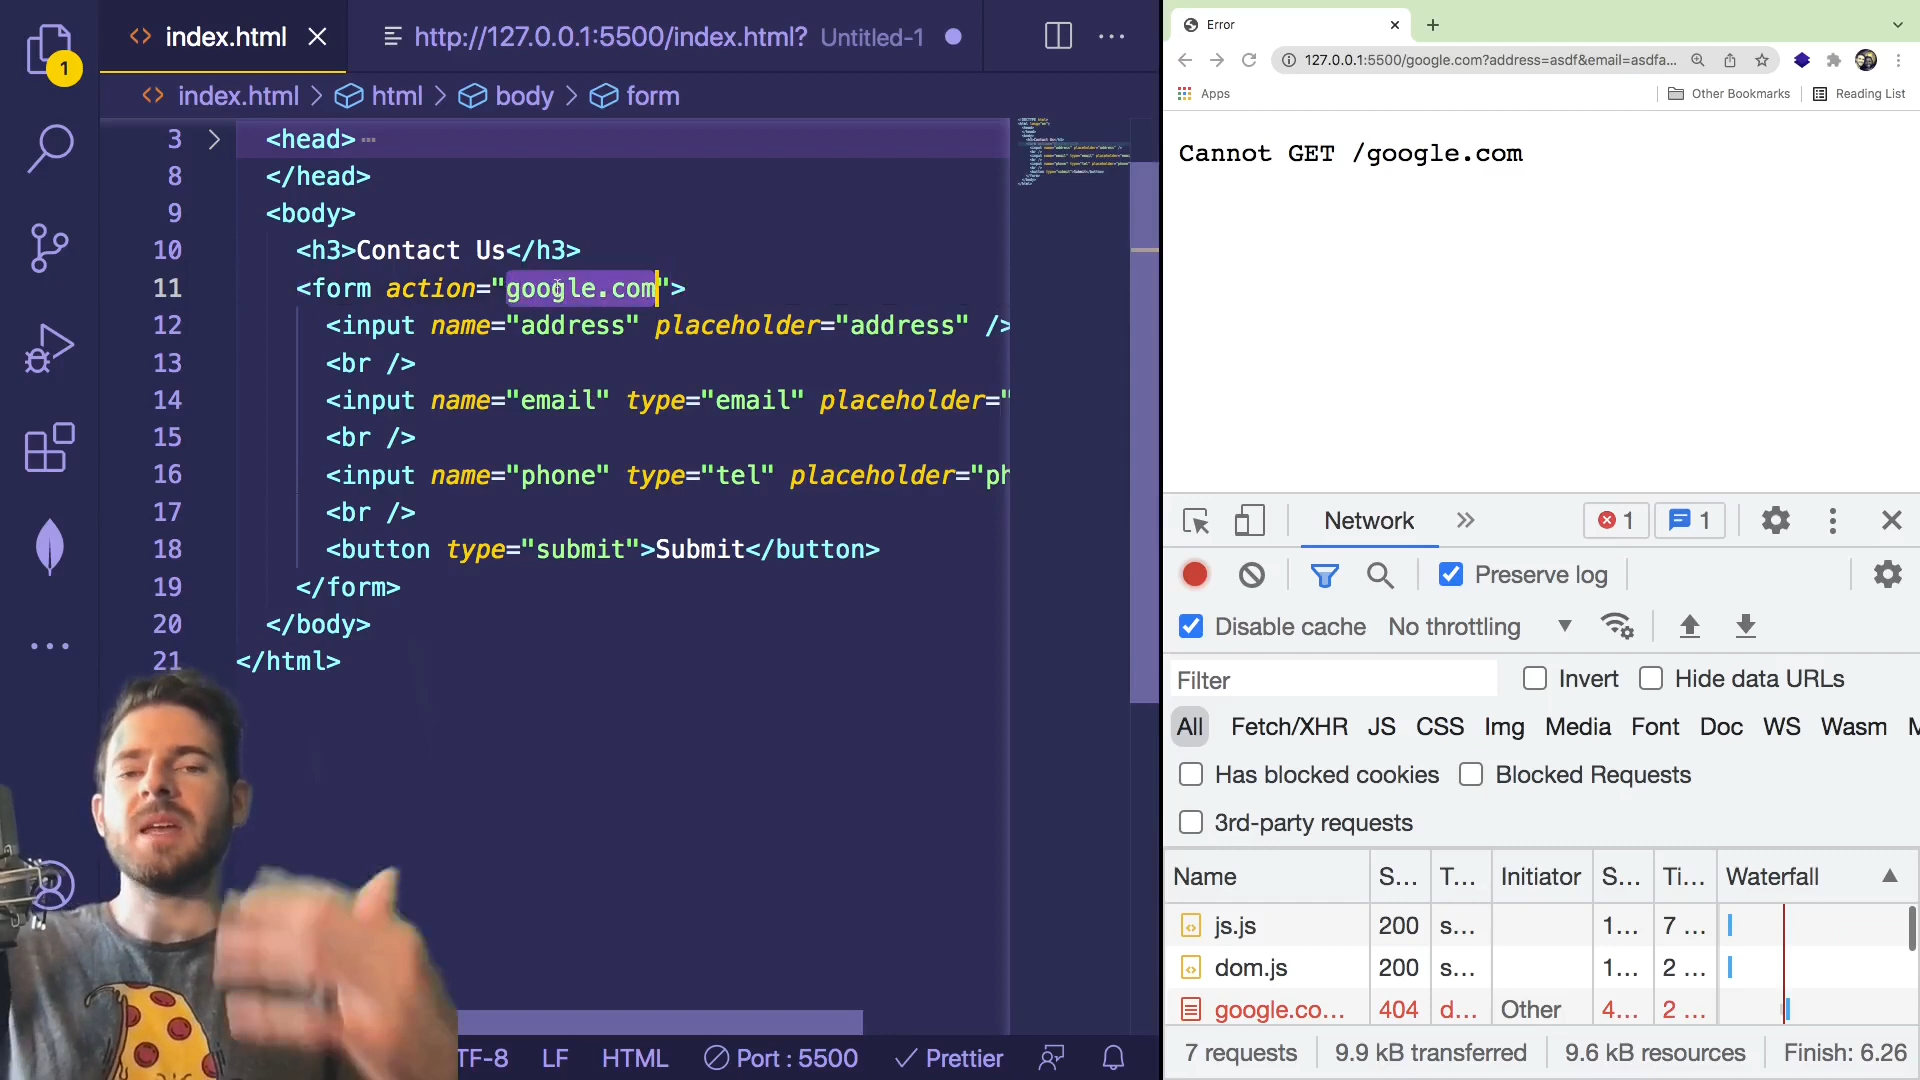 index.html
http://127.0.0.1:5500/index.html? Untitled-1
1
index.html > html > body > form
3 <head>
8 </head>
9 <body>
10 <h3>Contact Us</h3>
11 <form action="google.com">
12 <input name="address" placeholder="address" />
13 <br />
14 <input name="email" type="email" placeholder="
15 <br />
16 <input name="phone" type="tel" placeholder="ph
17 <br />
18 <button type="submit">Submit</button>
19 </form>
20 </body>
21 </html>
TF-8 LF HTML Port : 5500 Prettier
Error
127.0.0.1:5500/google.com?address=asdf&email=asdfa...
Apps Other Bookmarks Reading List
Cannot GET /google.com
Network 1 1
Preserve log
Disable cache No throttling
Filter Invert Hide data URLs
All Fetch/XHR JS CSS Img Media Font Doc WS Wasm M
Has blocked cookies Blocked Requests
3rd-party requests
Name S... T... Initiator S... Ti... Waterfall
js.js 200 s... 1... 7 ...
dom.js 200 s... 1... 2 ...
google.co... 404 d... Other 4... 2 ...
7 requests 9.9 kB transferred 9.6 kB resources Finish: 6.26